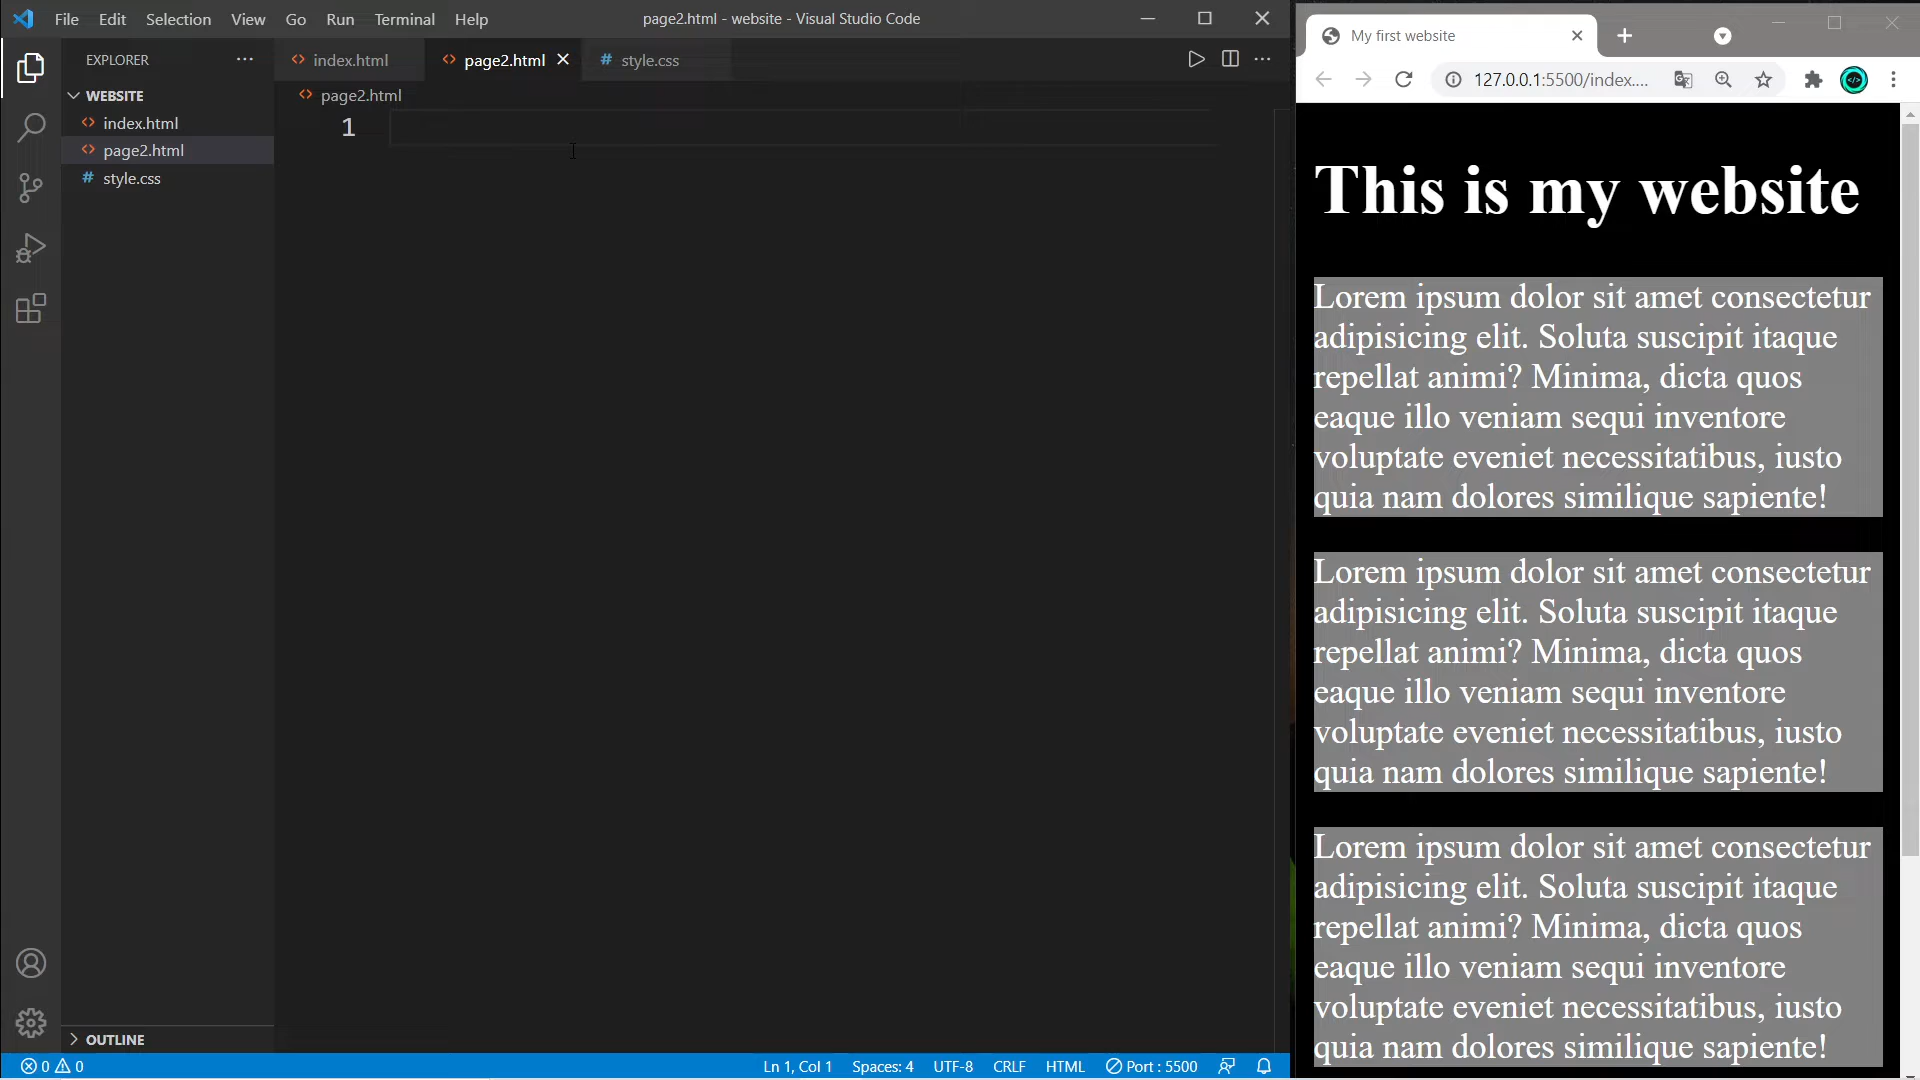 File Edit Selection View Go Run Terminal Help
page2.html - website - Visual Studio Code
EXPLORER
WEBSITE
index.html
page2.html
style.css
OUTLINE
index.html
page2.html
style.css
page2.html
1
0 0
Ln 1, Col 1
Spaces: 4
UTF-8
CRLF
HTML
Port : 5500
My first website
127.0.0.1:5500/index....
This is my website
Lorem ipsum dolor sit amet consectetur
adipisicing elit. Soluta suscipit itaque
repellat animi? Minima, dicta quos
eaque illo veniam sequi inventore
voluptate eveniet necessitatibus, iusto
quia nam dolores similique sapiente!
Lorem ipsum dolor sit amet consectetur
adipisicing elit. Soluta suscipit itaque
repellat animi? Minima, dicta quos
eaque illo veniam sequi inventore
voluptate eveniet necessitatibus, iusto
quia nam dolores similique sapiente!
Lorem ipsum dolor sit amet consectetur
adipisicing elit. Soluta suscipit itaque
repellat animi? Minima, dicta quos
eaque illo veniam sequi inventore
voluptate eveniet necessitatibus, iusto
quia nam dolores similique sapiente!